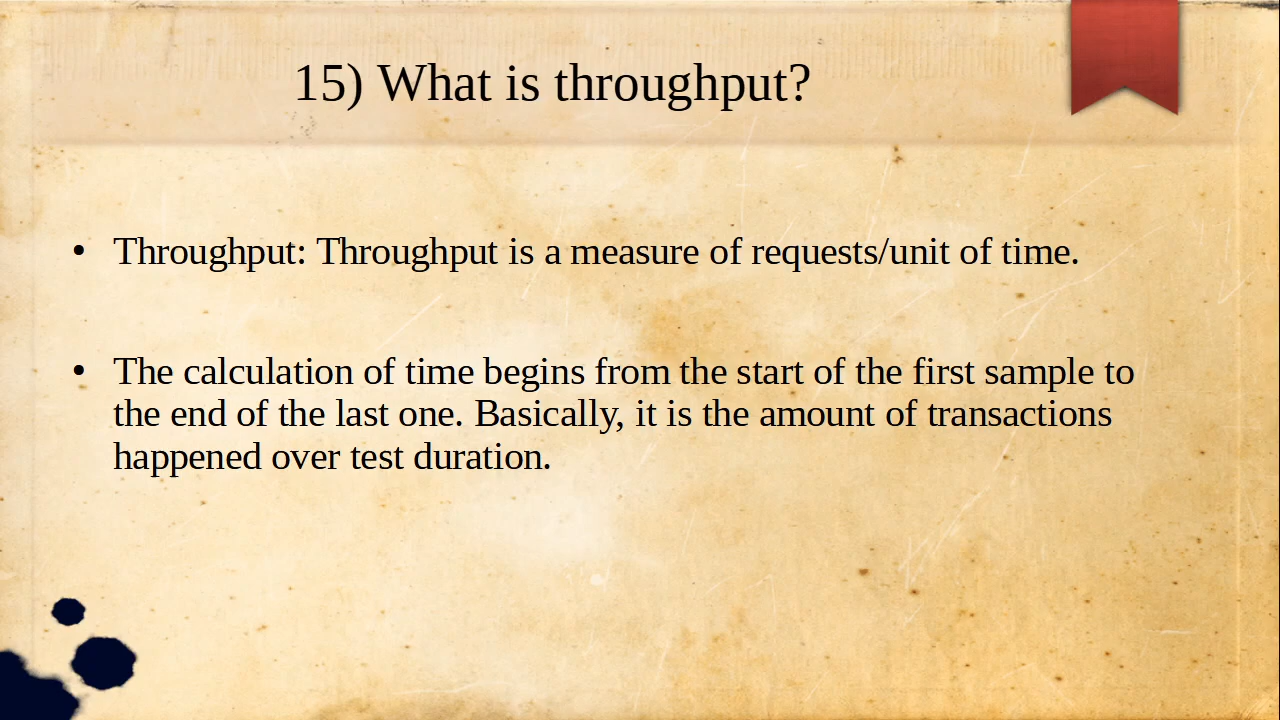 15) What is throughput?
• Throughput: Throughput is a measure of requests/unit of time.
• The calculation of time begins from the start of the first sample to
the end of the last one. Basically, it is the amount of transactions
happened over test duration.